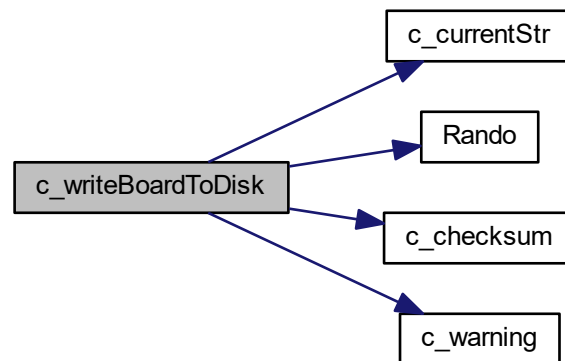 c_currentStr
Rando
c_writeBoardToDisk
c_checksum
c_warning